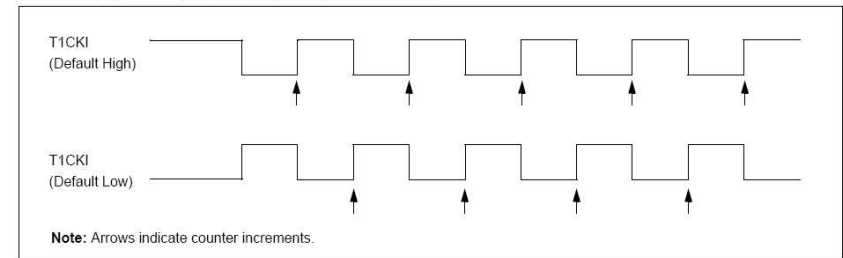 T1CKI
(Default High)
T1CKI
(Default Low)
Note: Arrows indicate counter increments.